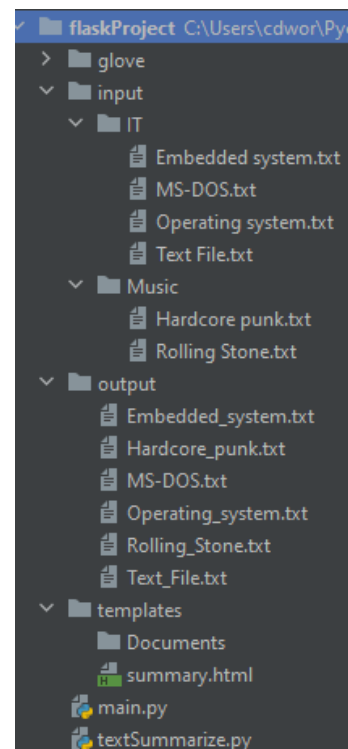 flaskProject C:\Users\cdwor\Pyc
glove
input
IT
Embedded system.txt
MS-DOS.txt
Operating system.txt
Text File.txt
Music
Hardcore punk.txt
Rolling Stone.txt
output
Embedded_system.txt
Hardcore_punk.txt
MS-DOS.txt
Operating_system.txt
Rolling_Stone.txt
Text_File.txt
templates
Documents
summary.html
main.py
textSummarize.py